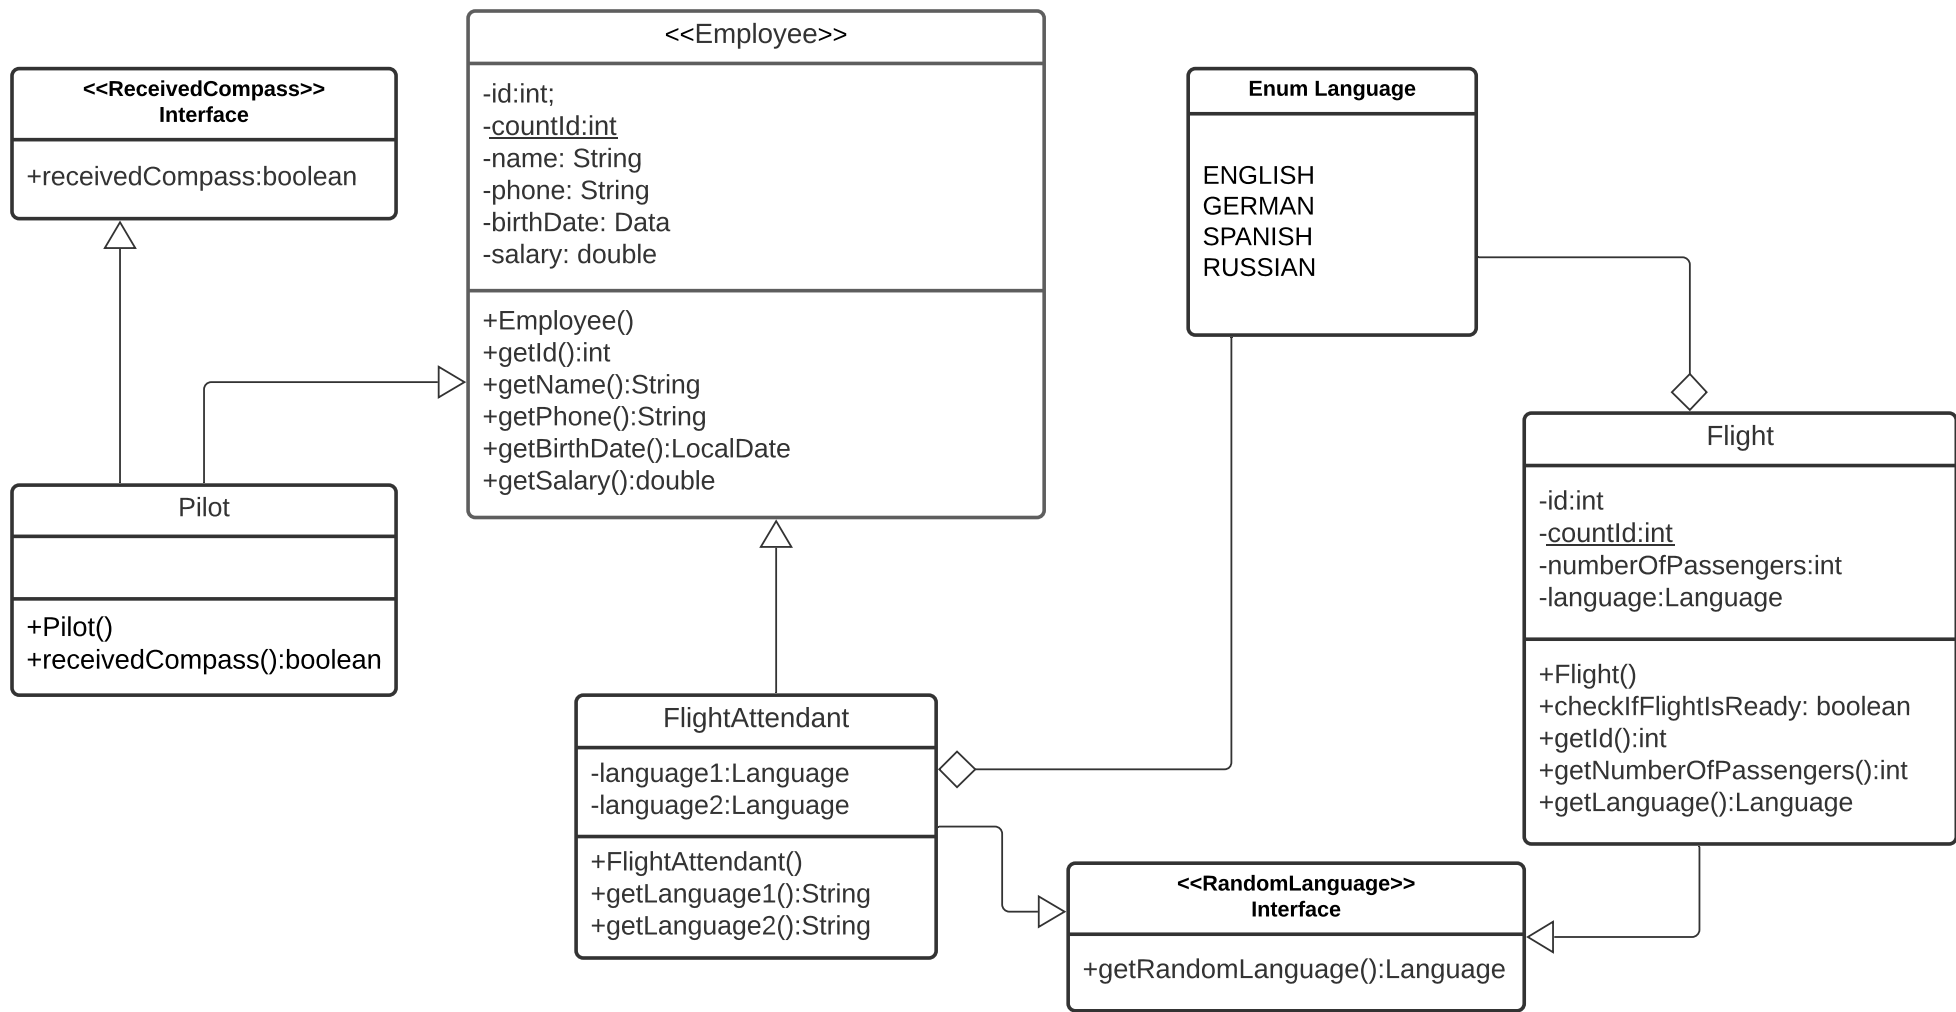 <<ReceivedCompass>>
Interface
+receivedCompass:boolean
<<Employee>>
-id:int;
-countId:int
-name: String
-phone: String
-birthDate: Data
-salary: double
+Employee()
+getId():int
+getName():String
+getPhone():String
+getBirthDate():LocalDate
+getSalary():double
Enum Language
ENGLISH
GERMAN
SPANISH
RUSSIAN
Pilot
+Pilot()
+receivedCompass():boolean
Flight
-id:int
-countId:int
-numberOfPassengers:int
-language:Language
+Flight()
+checkIfFlightIsReady: boolean
+getId():int
+getNumberOfPassengers():int
+getLanguage():Language
FlightAttendant
-language1:Language
-language2:Language
+FlightAttendant()
+getLanguage1():String
+getLanguage2():String
<<RandomLanguage>>
Interface
+getRandomLanguage():Language